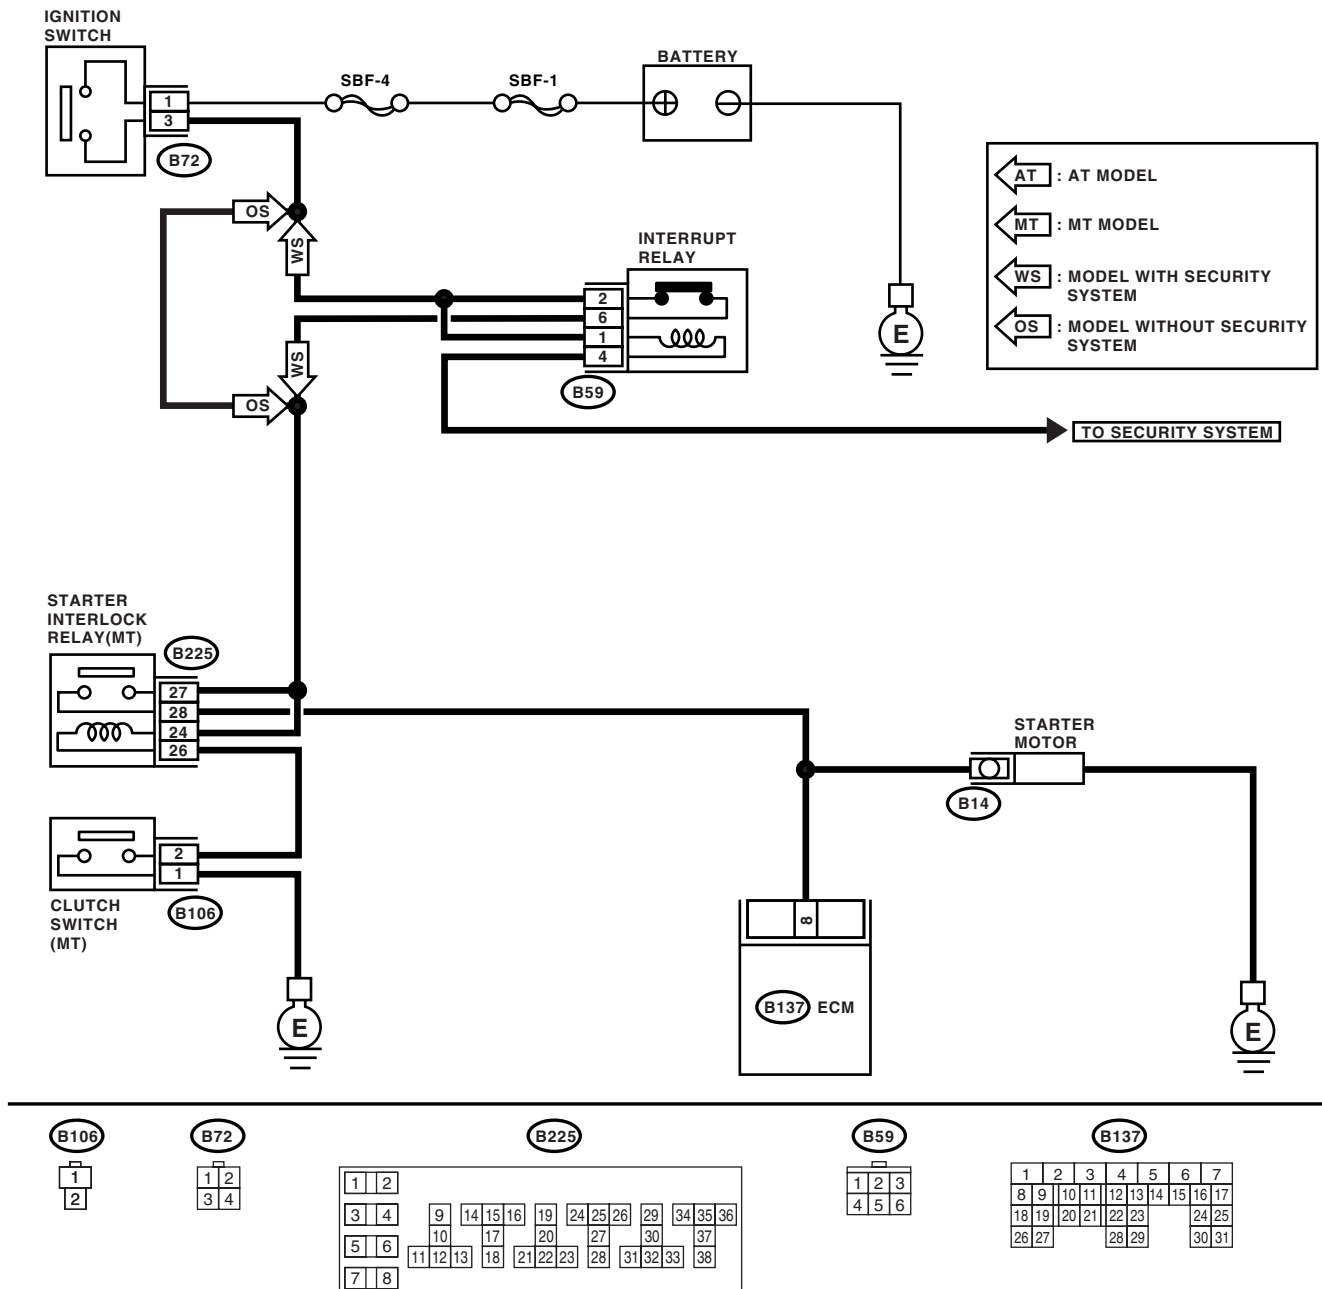 IGNITION
SWITCH
1
3
B72
SBF-4
SBF-1
BATTERY
AT : AT MODEL
MT : MT MODEL
WS : MODEL WITH SECURITY
SYSTEM
OS : MODEL WITHOUT SECURITY
SYSTEM
OS
WS
INTERRUPT
RELAY
2
6
1
4
B59
WS
OS
E
TO SECURITY SYSTEM
STARTER
INTERLOCK
RELAY(MT)
B225
27
28
24
26
STARTER
MOTOR
B14
2
1
B106
CLUTCH
SWITCH
(MT)
8
B137 ECM
E
E
B106
1
2
B72
1 2
3 4
B225
1 2
3 4 9 14 15 16 19 24 25 26 29 34 35 36
10 17 20 27 30 37
5 6 11 12 13 18 21 22 23 28 31 32 33 38
7 8
B59
1 2 3
4 5 6
B137
1 2 3 4 5 6 7
8 9 10 11 12 13 14 15 16 17
18 19 20 21 22 23 24 25
26 27 28 29 30 31